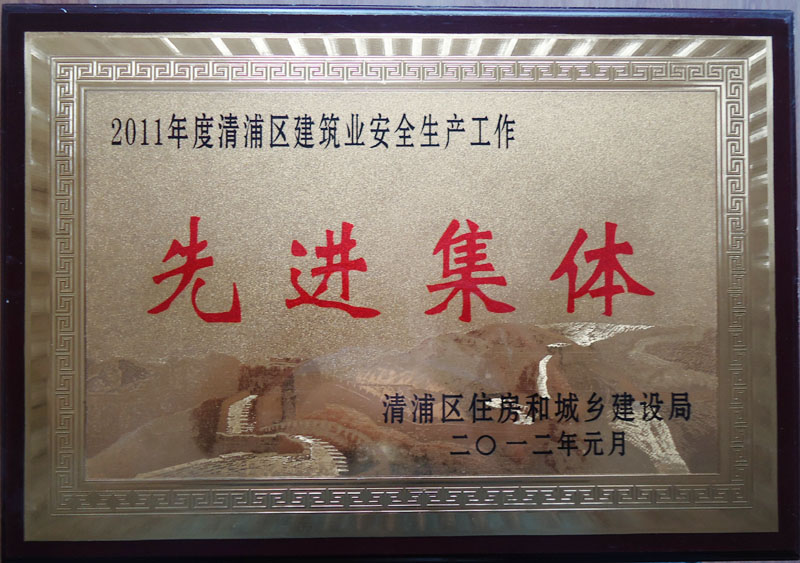 2011年度清浦区建筑业安全生产工作
先进集体
清浦区住房和城乡建设局
二〇一二年元月